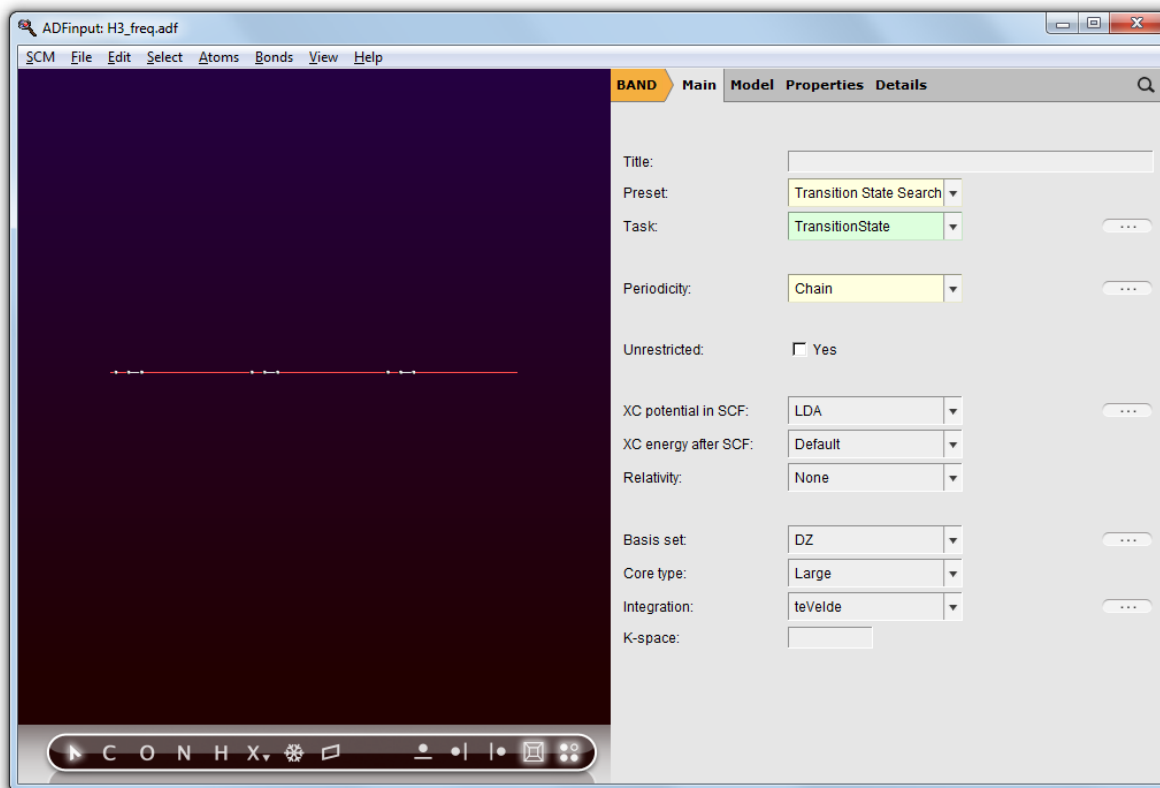 ADFinput: H3_freq.adf
SCM File Edit Select Atoms Bonds View Help
BAND Main Model Properties Details
Title:
Preset: Transition State Search
Task: TransitionState
Periodicity: Chain
Unrestricted: Yes
XC potential in SCF: LDA
XC energy after SCF: Default
Relativity: None
Basis set: DZ
Core type: Large
Integration: teVelde
K-space:
C O N H X